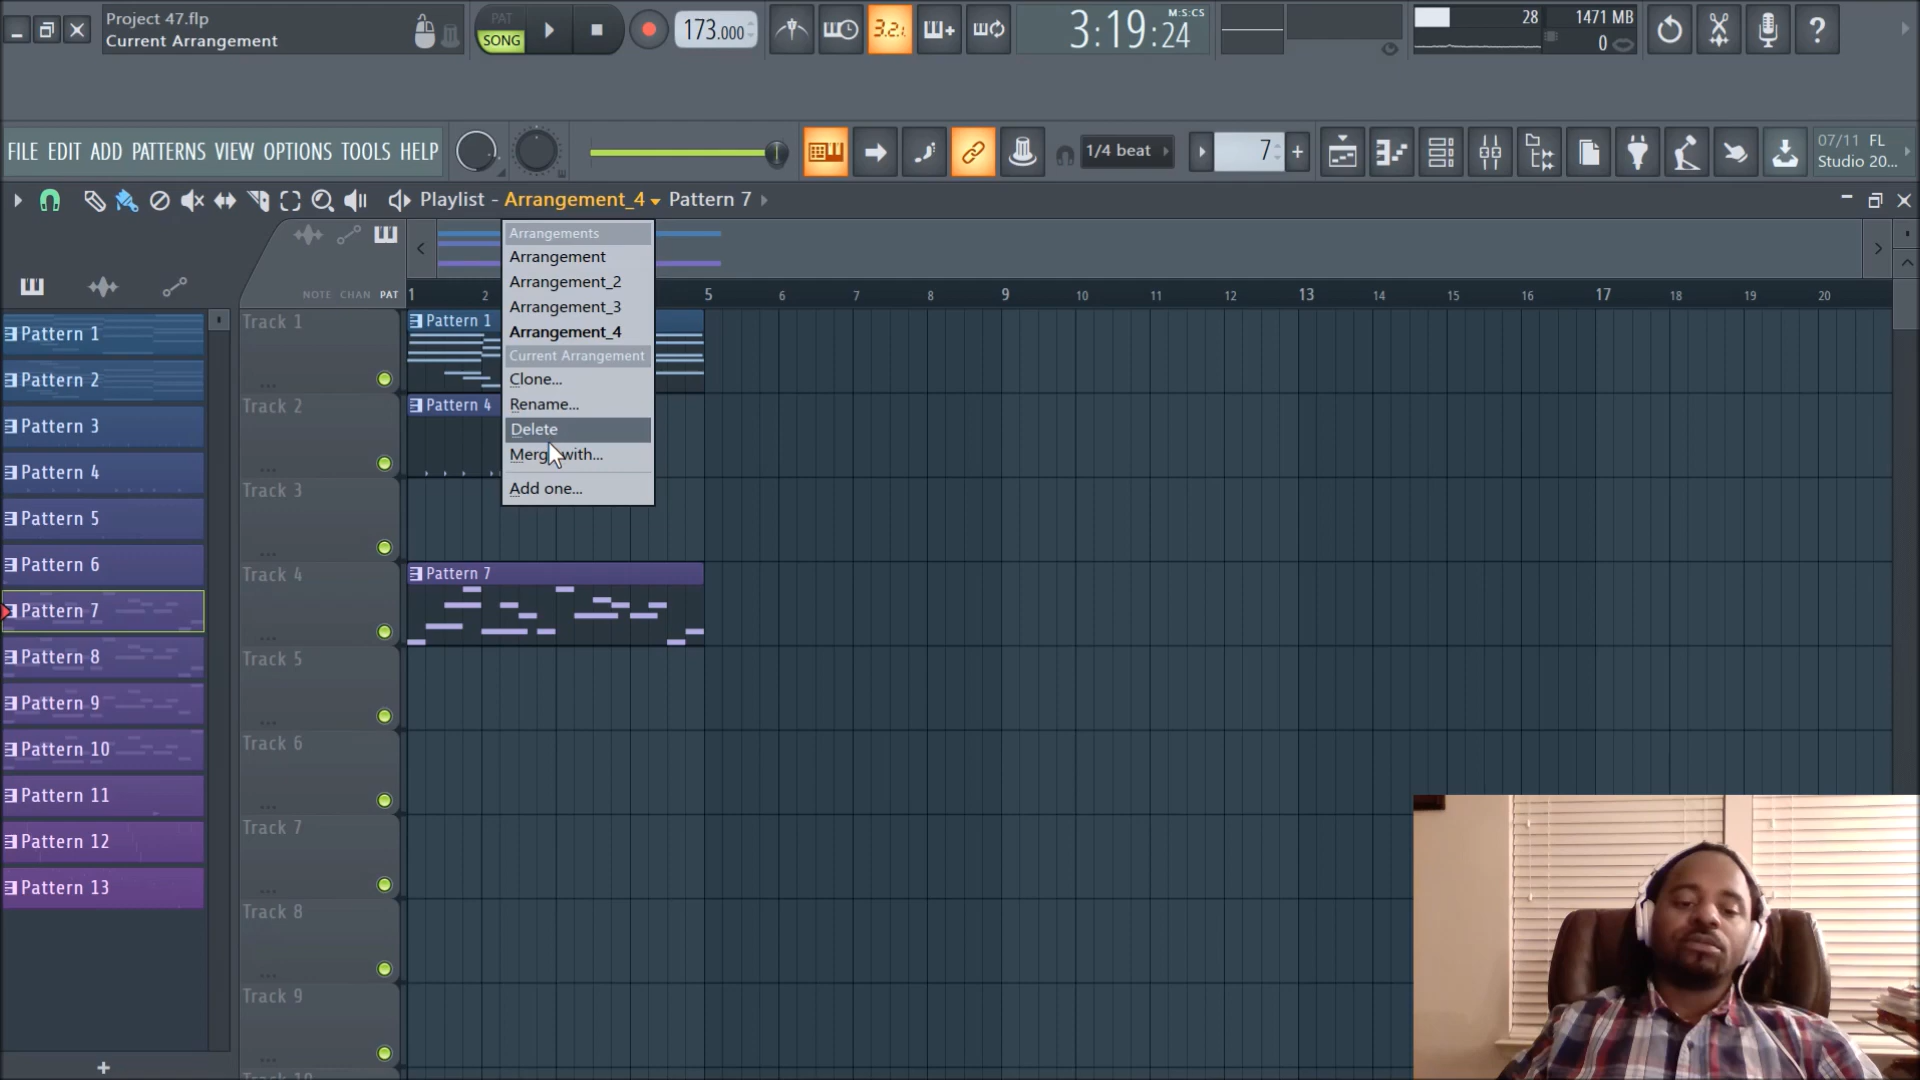 Project 47.flp
Current Arrangement
PAT
SONG
173.000
3.2.
3:19:24
M:S:CS
28
1471 MB
0
?
FILE EDIT ADD PATTERNS VIEW OPTIONS TOOLS HELP
1/4 beat
7
+
07/11 FL
Studio 20...
Playlist - Arrangement_4 Pattern 7
NOTE CHAN PAT
Arrangements
Arrangement
Arrangement_2
Arrangement_3
Arrangement_4
Current Arrangement
Clone...
Rename...
Delete
Merge with...
Add one...
1 2 5 6 7 8 9 10 11 12 13 14 15 16 17 18 19 20
Pattern 1
Pattern 2
Pattern 3
Pattern 4
Pattern 5
Pattern 6
Pattern 7
Pattern 8
Pattern 9
Pattern 10
Pattern 11
Pattern 12
Pattern 13
+
Track 1
Track 2
Track 3
Track 4
Track 5
Track 6
Track 7
Track 8
Track 9
Track 10
Pattern 1
Pattern 4
Pattern 7